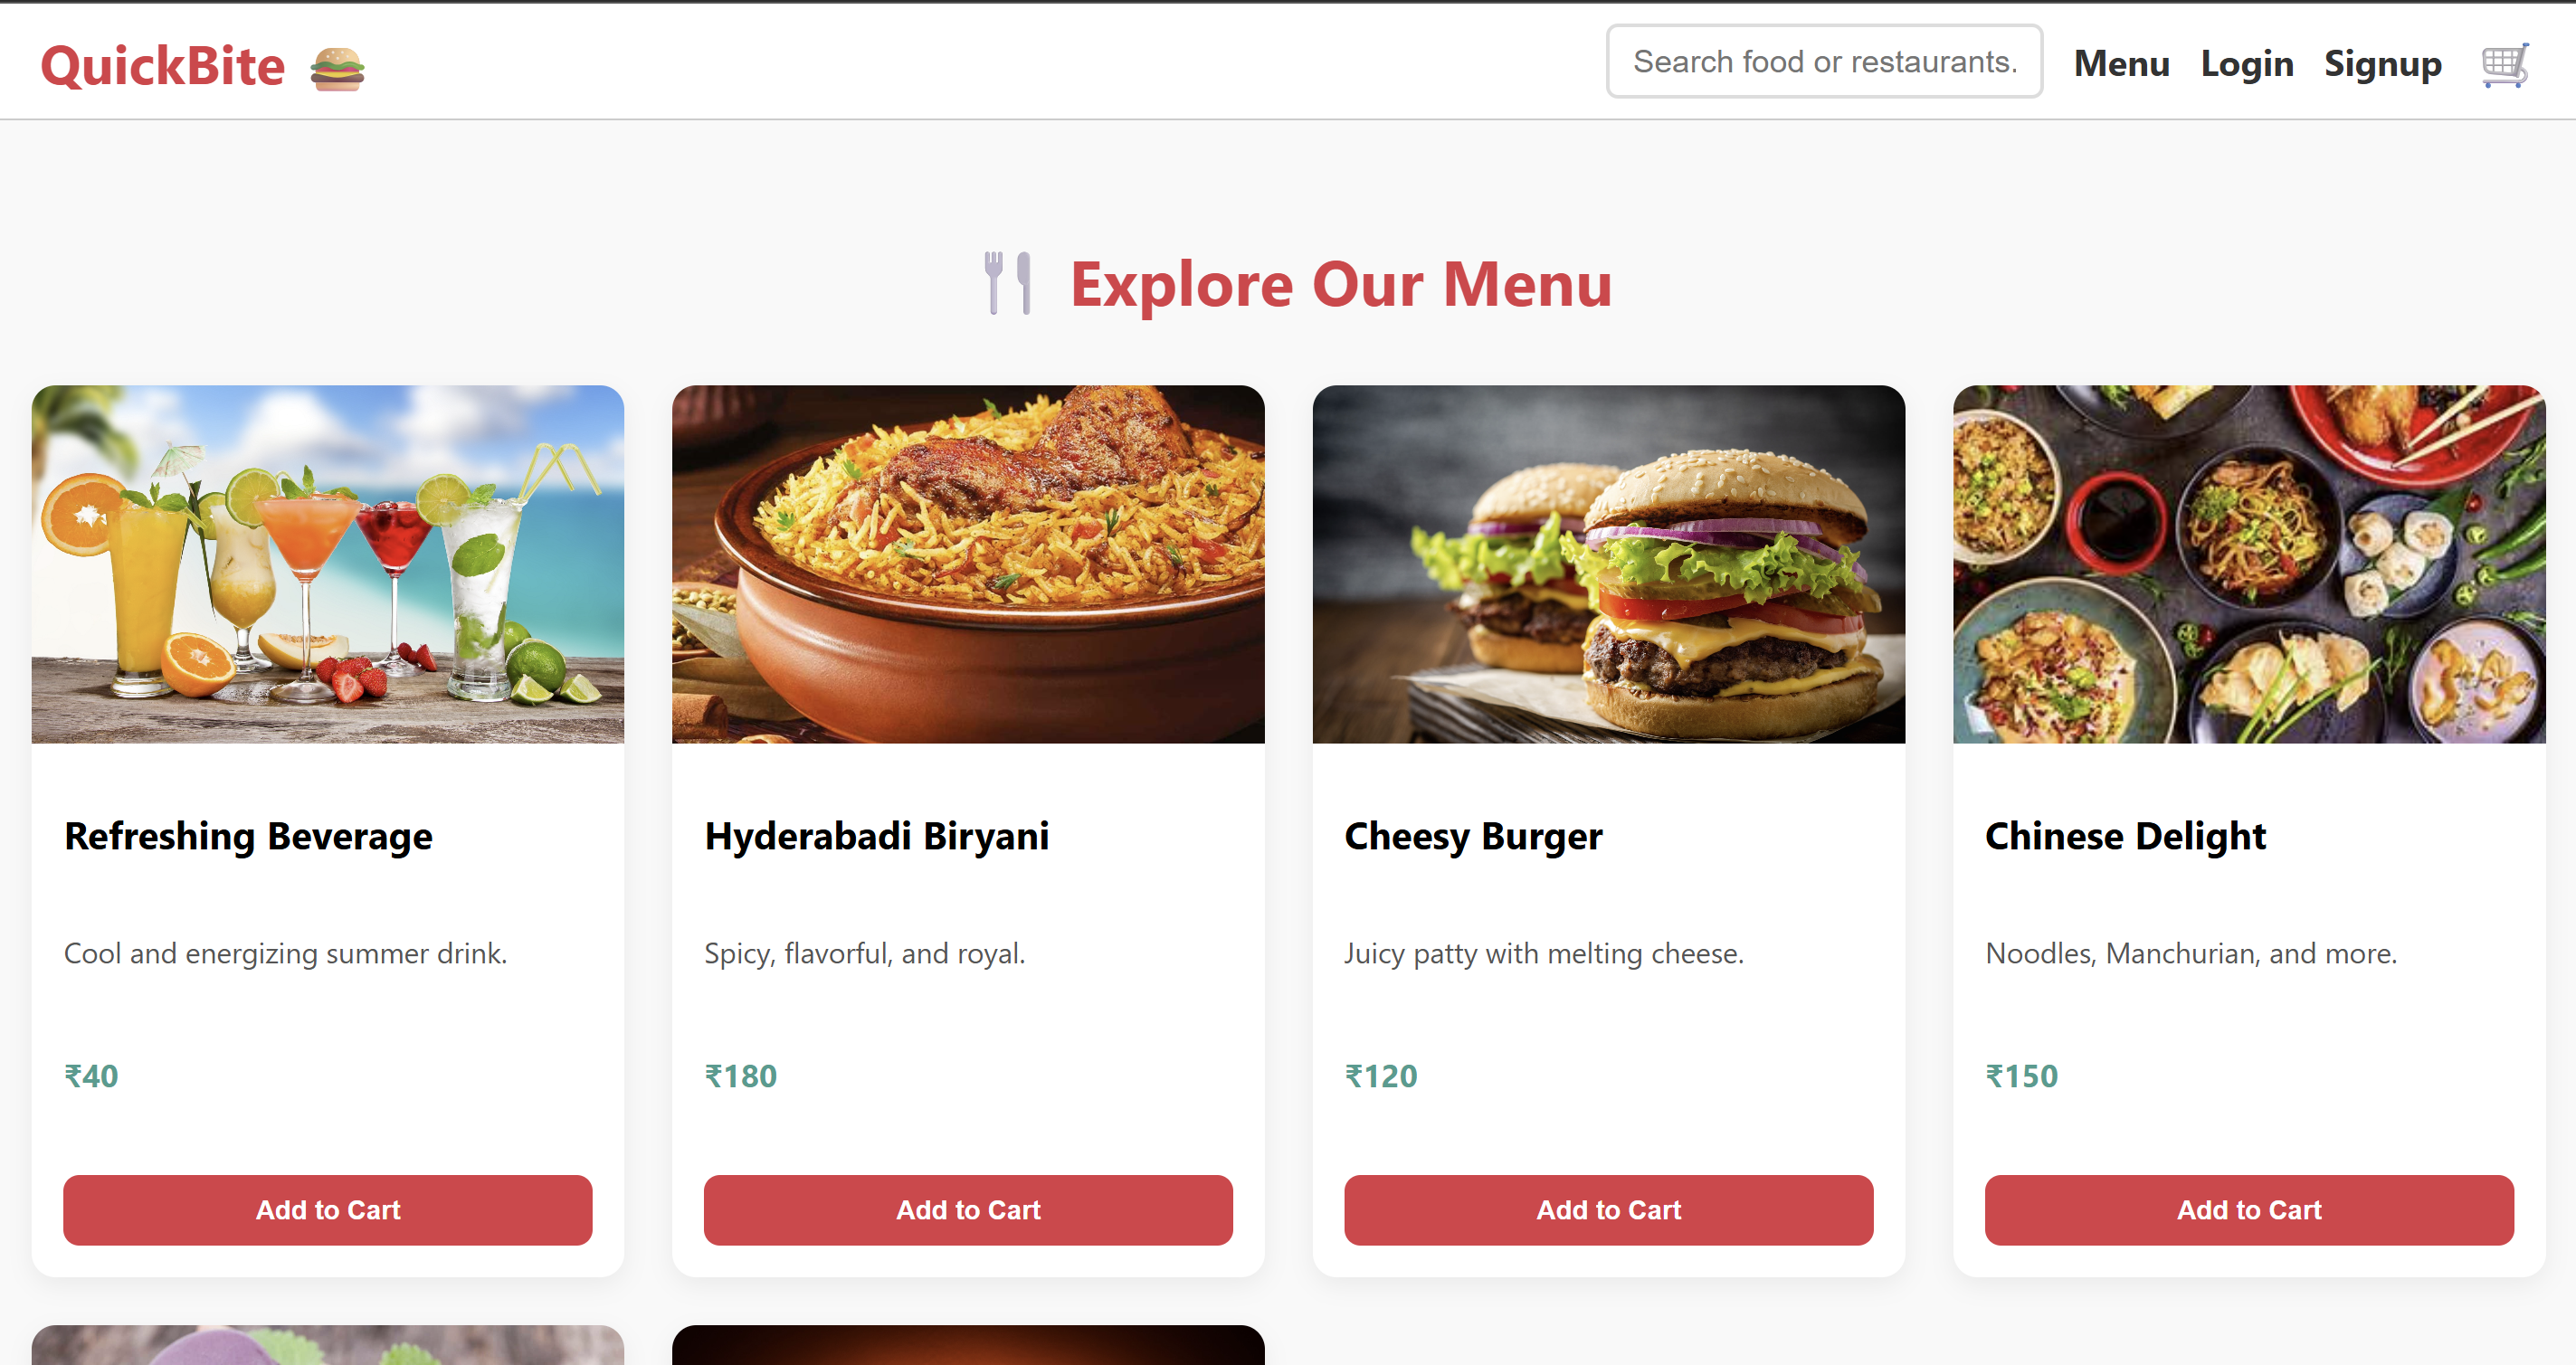 QuickBite
Search food or restaurants.
Menu Login Signup
Explore Our Menu
Refreshing Beverage
Cool and energizing summer drink.
₹40
Add to Cart
Hyderabadi Biryani
Spicy, flavorful, and royal.
₹180
Add to Cart
Cheesy Burger
Juicy patty with melting cheese.
₹120
Add to Cart
Chinese Delight
Noodles, Manchurian, and more.
₹150
Add to Cart